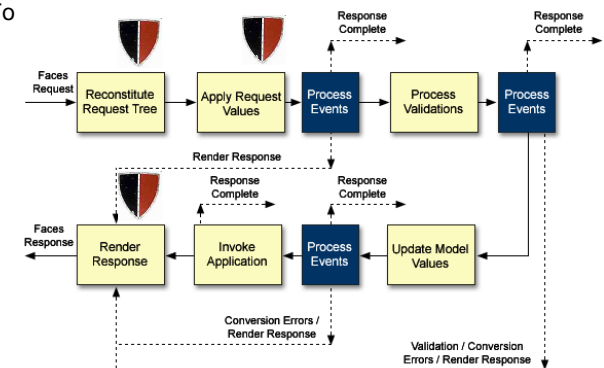 To
Response
Complete
Response
Complete
Faces
Request
Reconstitute
Request Tree
Apply Request
Values
Process
Events
Process
Validations
Process
Events
Render Response
Response
Complete
Response
Complete
Faces
Response
Render
Response
Invoke
Application
Process
Events
Update Model
Values
Conversion Errors /
Render Response
Validation / Conversion
Errors / Render Response